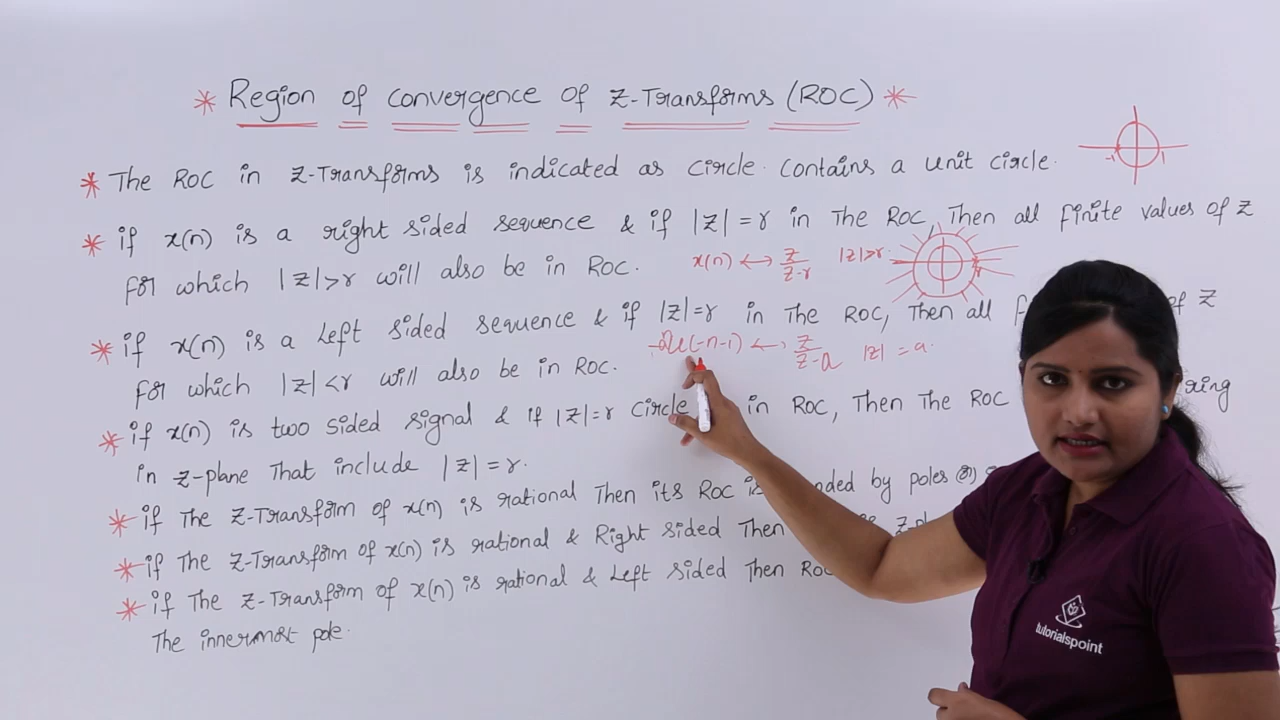 * Region of convergence of Z-Transforms (ROC) *
* The ROC in Z-Transforms is indicated as circle. contains a unit circle.
-1 1
* if x(n) is a right sided sequence & if |z| = r in The ROC, Then all finite values of z
for which |z|>r will also be in ROC. x(n) ↔ z/z-r |z|>r
* if x(n) is a Left sided sequence & if |z|=r in The ROC, Then all of z
for which |z|<r will also be in ROC. u(-n-1) ↔ z/z-a |z| = a
* if x(n) is two sided signal & if |z|=r circle in ROC, Then the ROC ring
in z-plane That include |z|=r.
* if The Z-Transform of x(n) is rational Then its ROC is by poles
* if The Z-Transform of x(n) is rational & Right sided Then
* if The Z-Transform of x(n) is rational & Left sided Then ROC
The innermost pole.
tutorialspoint